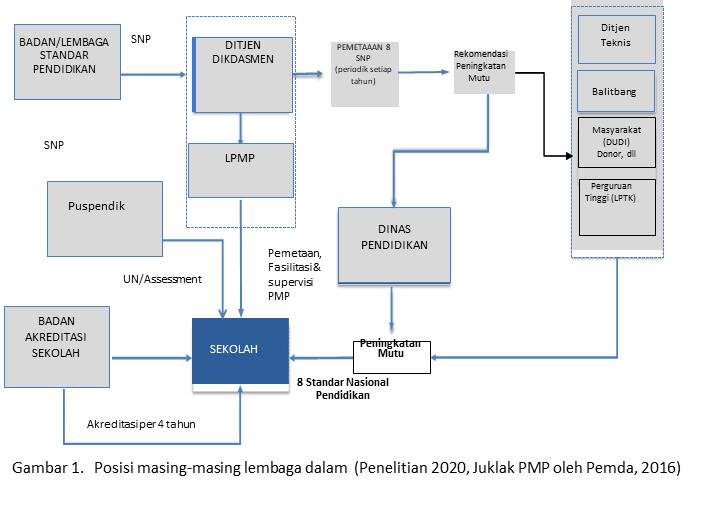 BADAN/LEMBAGA
STANDAR
PENDIDIKAN
SNP
DITJEN
DIKDASMEN
PEMETAAAN 8
SNP
(periodik setiap
tahun)
Rekomendasi
Peningkatan
Mutu
Ditjen
Teknis
Balitbang
Masyarakat
(DUDI)
Donor, dll
Perguruan
Tinggi (LPTK)
SNP
LPMP
Puspendik
DINAS
PENDIDIKAN
UN/Assessment
Pemetaan,
Fasilitasi &
supervisi
PMP
BADAN
AKREDITASI
SEKOLAH
SEKOLAH
Peningkatan
Mutu
8 Standar Nasional
Pendidikan
Akreditasi per 4 tahun
Gambar 1. Posisi masing-masing lembaga dalam (Penelitian 2020, Juklak PMP oleh Pemda, 2016)